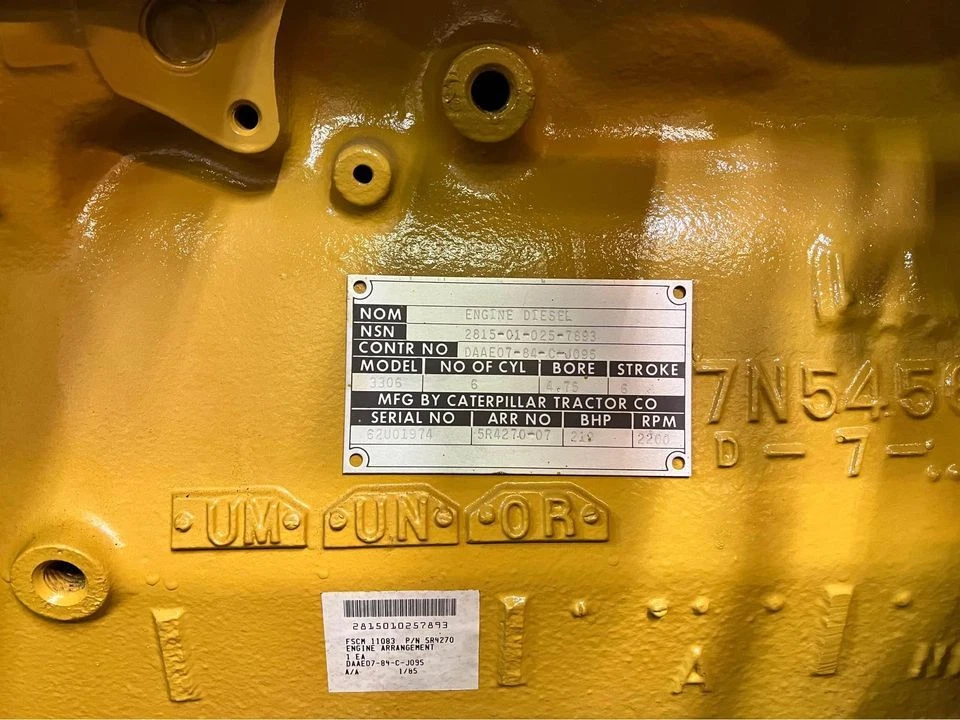 NOM ENGINE DIESEL
NSN 2815-01-025-7893
CONTR NO DAAE07-84-C-J095
MODEL NO OF CYL BORE STROKE
3306 6 4.75 6
MFG BY CATERPILLAR TRACTOR CO
SERIAL NO ARR NO BHP RPM
62U01974 5R4270-07 2200
7N5456
D-7-
UM UN OR
2815010257893
FSCM 11083 P/N 5R4270
ENGINE ARRANGEMENT
1 EA
DAAE07-84-C-J095
A/A 1/85
A